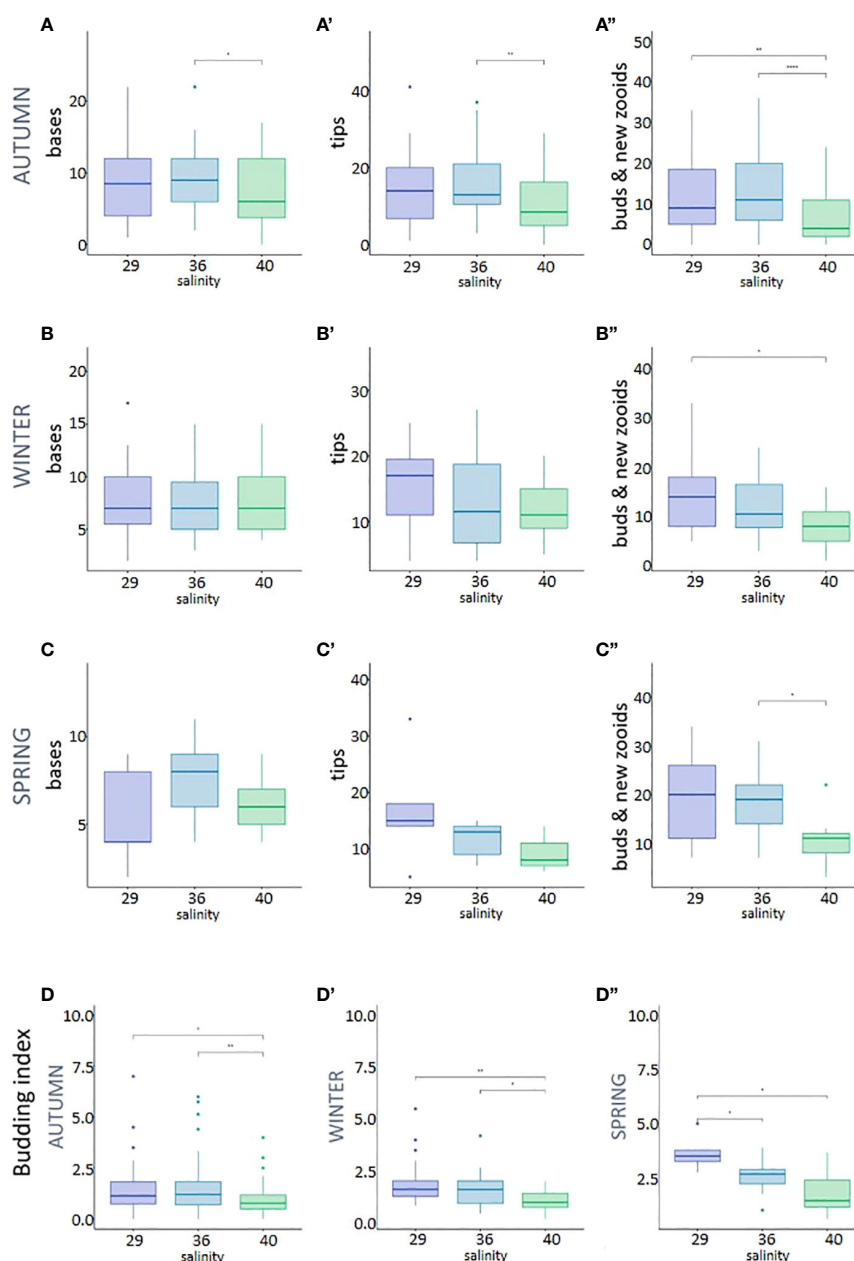 A A' A"
AUTUMN
bases
20
10
0
*
29 36 40
salinity
tips
40
20
0
**
29 36 40
salinity
buds & new zooids
50
40
30
20
10
0
**
****
29 36 40
salinity
B B' B"
WINTER
bases
20
15
10
5
29 36 40
salinity
tips
30
20
10
29 36 40
salinity
buds & new zooids
40
30
20
10
0
*
29 36 40
salinity
C C' C"
SPRING
bases
10
5
29 36 40
salinity
tips
40
30
20
10
29 36 40
salinity
buds & new zooids
40
30
20
10
*
29 36 40
salinity
D D' D"
Budding index
AUTUMN
10.0
7.5
5.0
2.5
0.0
*
**
29 36 40
salinity
WINTER
10.0
7.5
5.0
2.5
0.0
**
*
29 36 40
salinity
SPRING
10.0
7.5
5.0
2.5
*
*
29 36 40
salinity